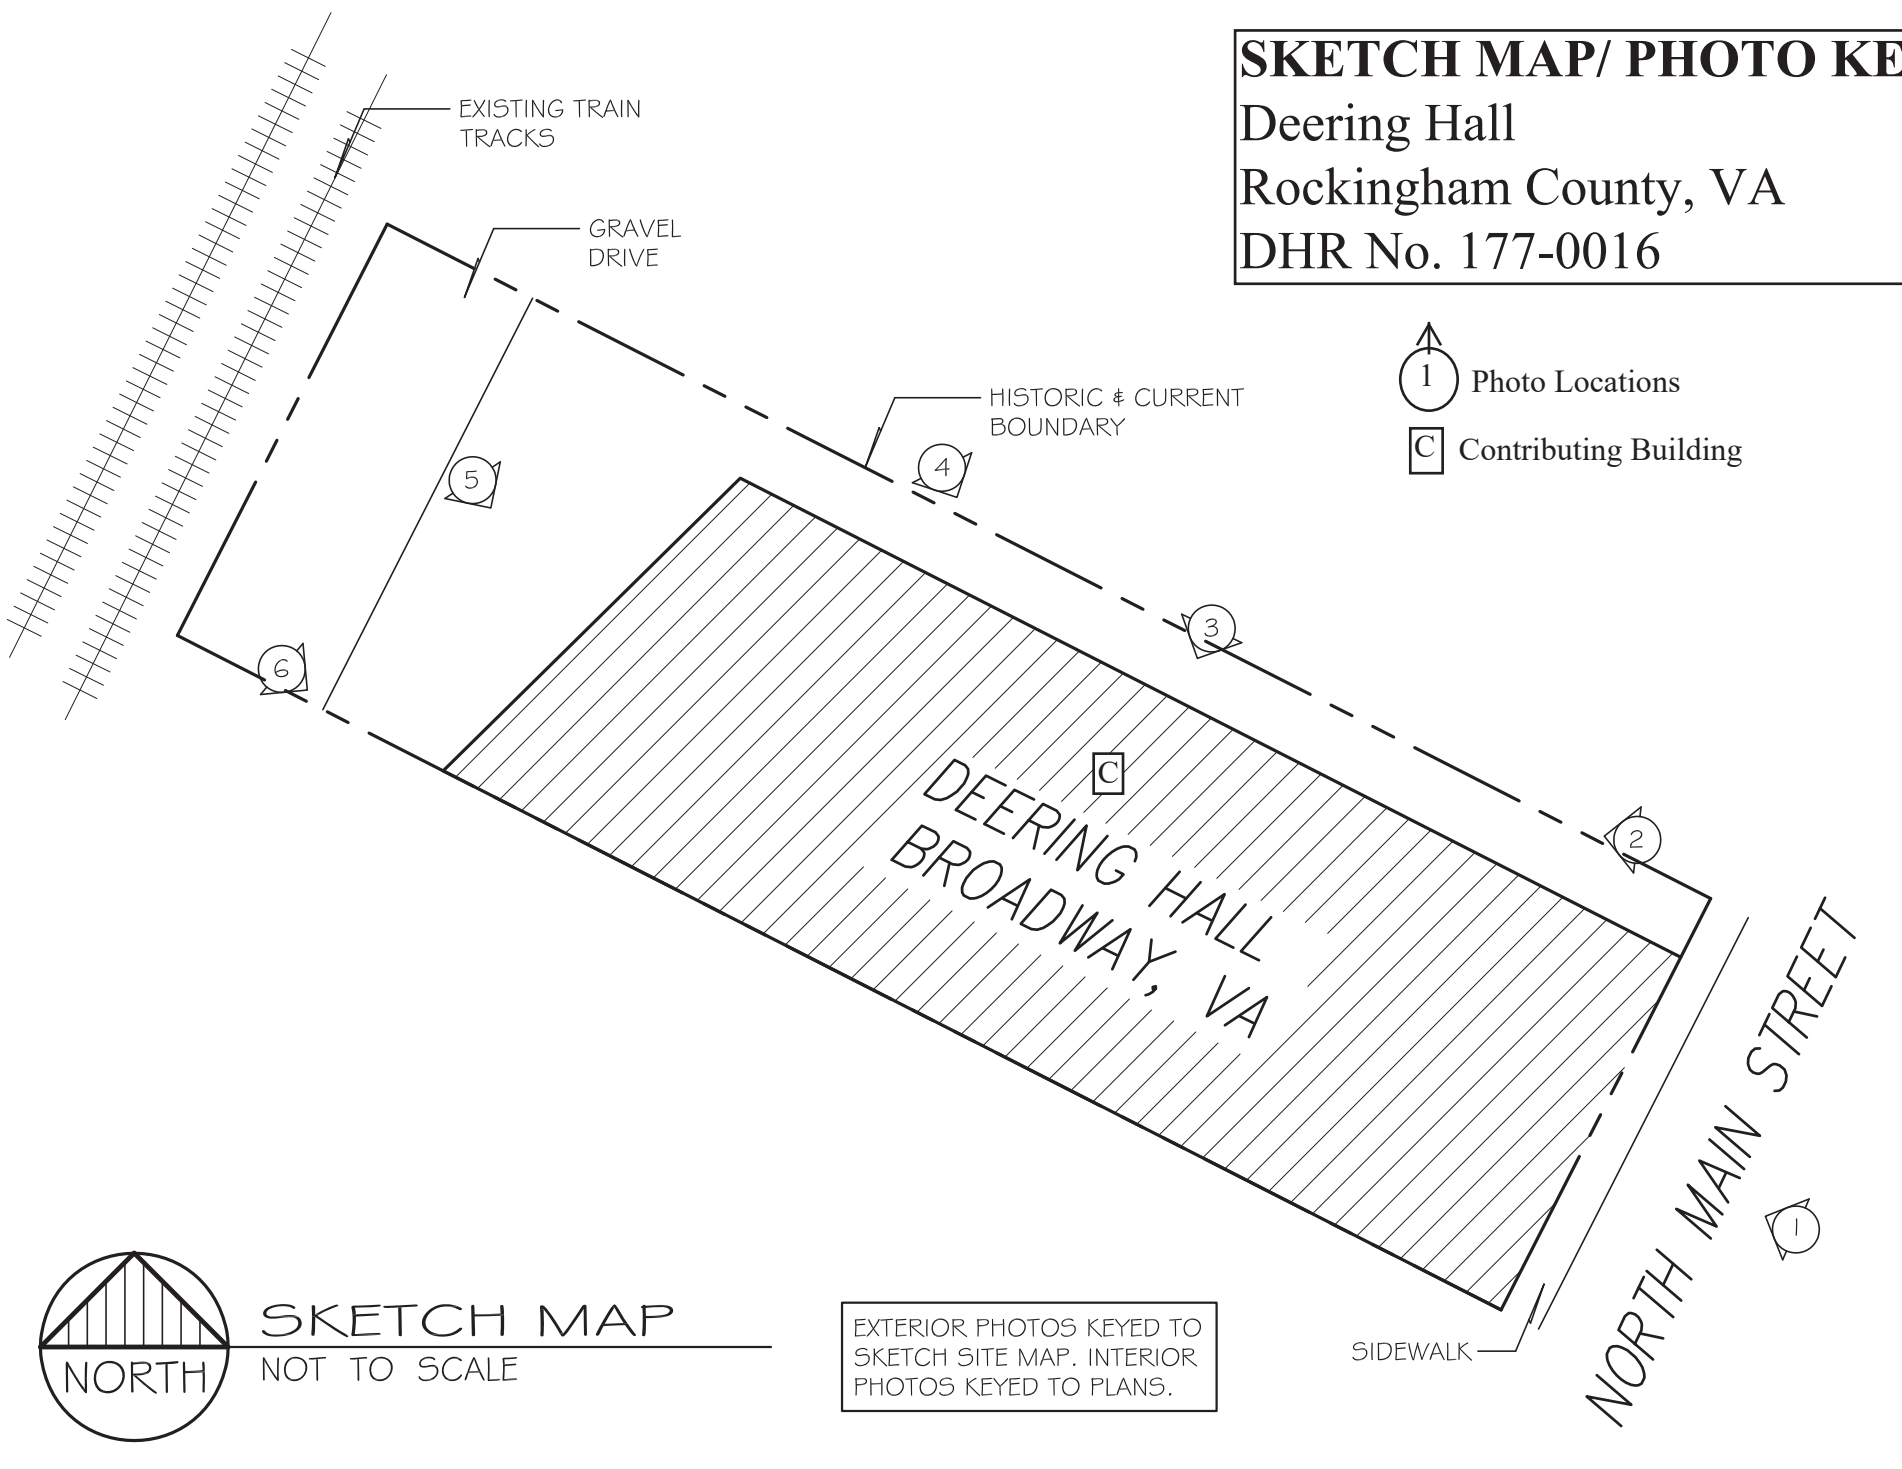 SKETCH MAP/ PHOTO KE
Deering Hall
Rockingham County, VA
DHR No. 177-0016
EXISTING TRAIN
TRACKS
GRAVEL
DRIVE
1 Photo Locations
C Contributing Building
HISTORIC & CURRENT
BOUNDARY
4
5
3
6
C
2
DEERING HALL
BROADWAY, VA
NORTH MAIN STREET
1
SKETCH MAP
NOT TO SCALE
NORTH
EXTERIOR PHOTOS KEYED TO
SKETCH SITE MAP. INTERIOR
PHOTOS KEYED TO PLANS.
SIDEWALK